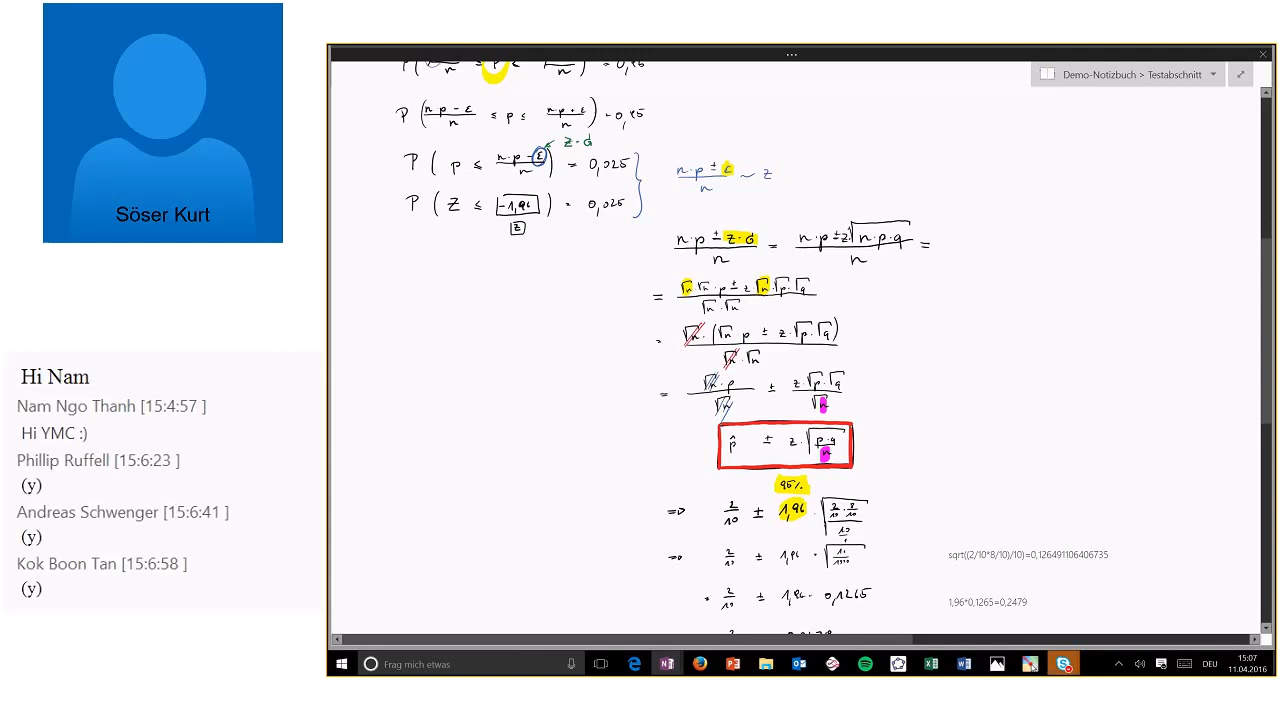 Söser Kurt
Hi Nam
Nam Ngo Thanh [15:4:57 ]
Hi YMC :)
Phillip Ruffell [15:6:23 ]
(y)
Andreas Schwenger [15:6:41 ]
(y)
Kok Boon Tan [15:6:58 ]
(y)
Demo-Notizbuch > Testabschnitt
P((n·p − ε)/n ≤ p ≤ (n·p + ε)/n) = 0,95
z·σ
P( p ≤ (n·p − ε)/n ) = 0,025
P( Z ≤ -1,96 ) = 0,025
z
(n·p ± ε)/n ~ z
(n·p ± z·σ)/n = (n·p ± z·√(n·p·q))/n =
= (√n·√n·p ± z·√n·√p·√q)/(√n·√n)
= (√n·(√n·p ± z·√p·√q))/(√n·√n)
= (√n·p)/√n ± (z·√p·√q)/√n
p̂ ± z·√(p·q/n)
95%
=> 2/10 ± 1,96 · √((2/10·8/10)/(10/1))
=> 2/10 ± 1,96 · √(16/1000)
sqrt((2/10*8/10)/10)=0,126491106406735
= 2/10 ± 1,96 · 0,1265
1,96*0,1265=0,2479
Frag mich etwas
DEU
15:07
11.04.2016